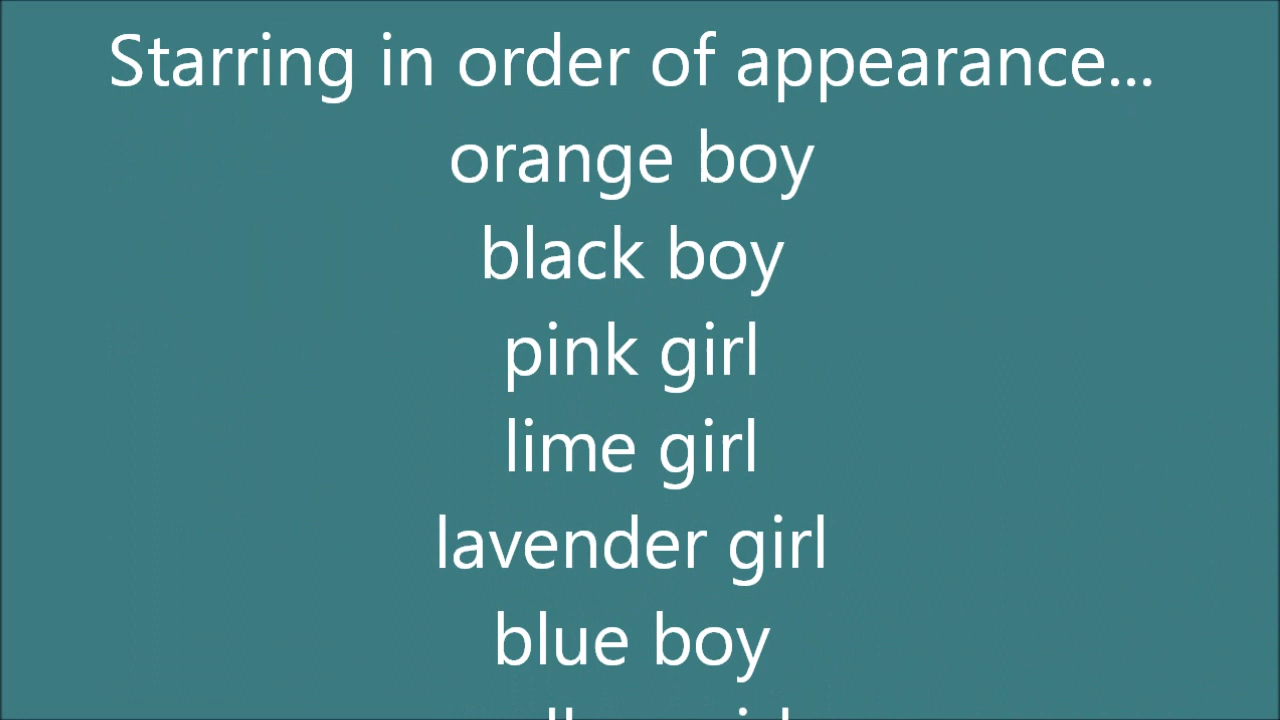 Starring in order of appearance...
orange boy
black boy
pink girl
lime girl
lavender girl
blue boy